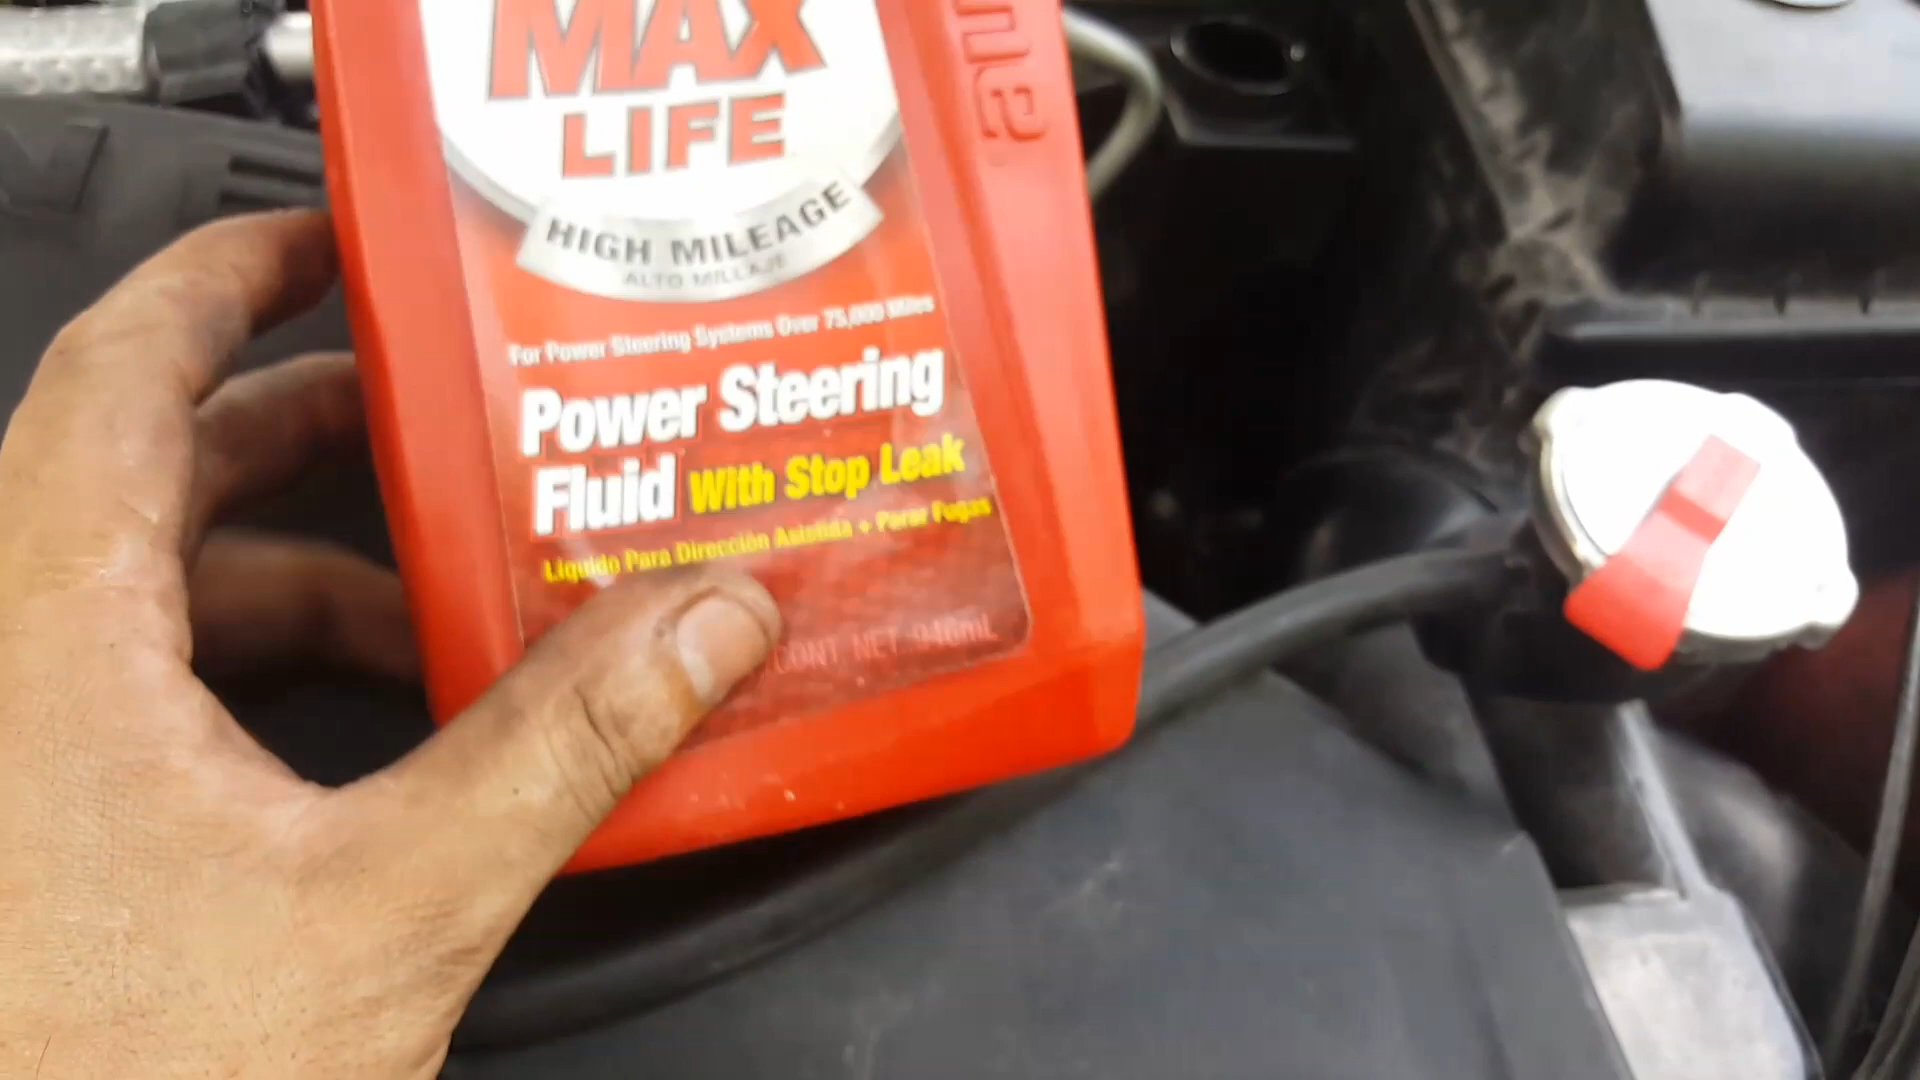 MAX
LIFE
HIGH MILEAGE
ALTO MILLAJE
For Power Steering Systems Over 75,000 Miles
Power Steering
Fluid With Stop Leak
Líquido Para Dirección Asistida + Parar Fugas
CONT. NET. 946mL